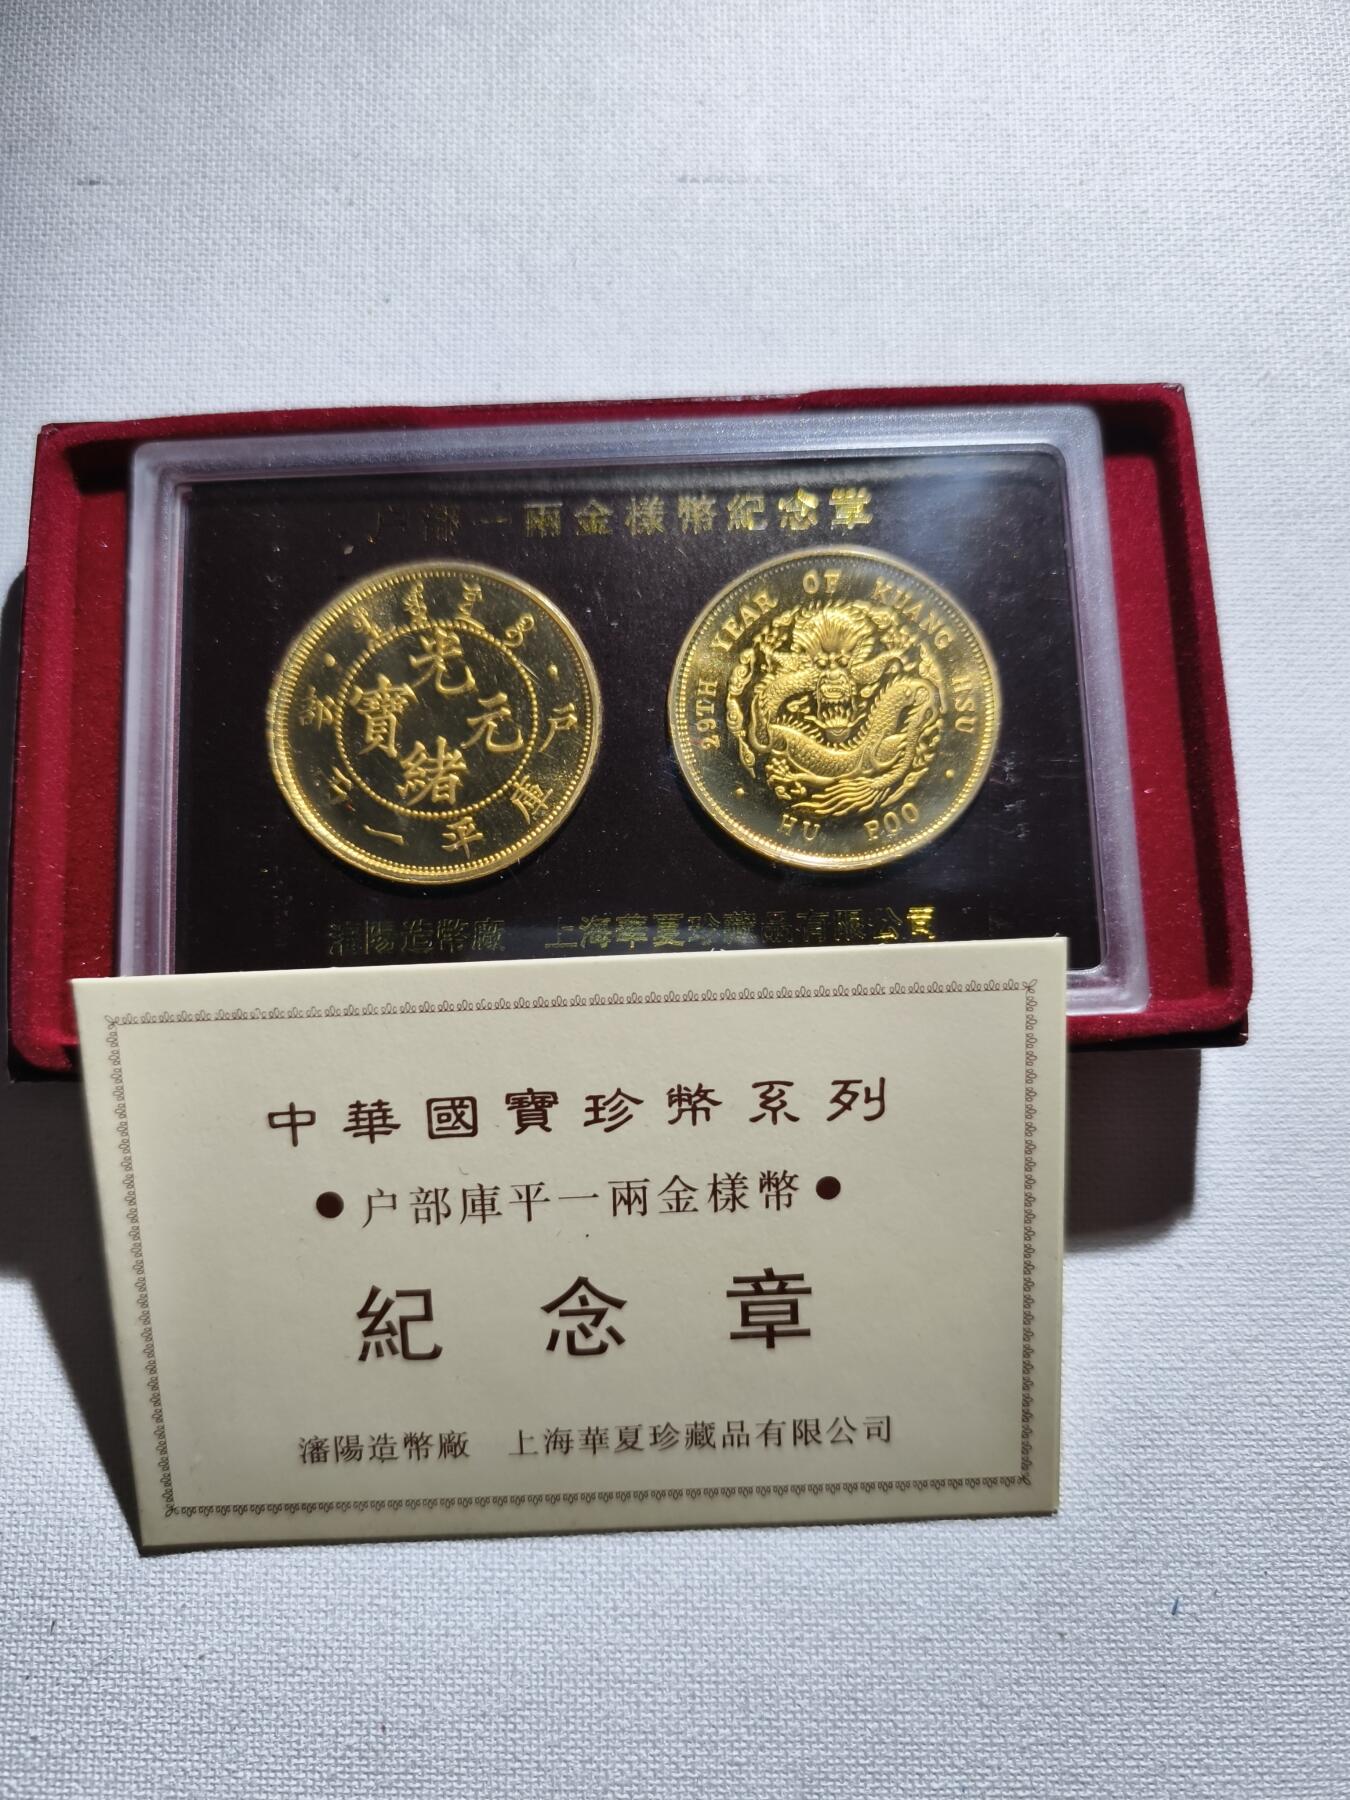 户部一兩金樣幣紀念章
光緒元寶
户部
庫平一兩
29TH YEAR OF KUANG HSU
HU POO
瀋陽造幣廠 上海華夏珍藏品有限公司
中華國寶珍幣系列
●户部庫平一兩金樣幣●
紀念章
瀋陽造幣廠 上海華夏珍藏品有限公司